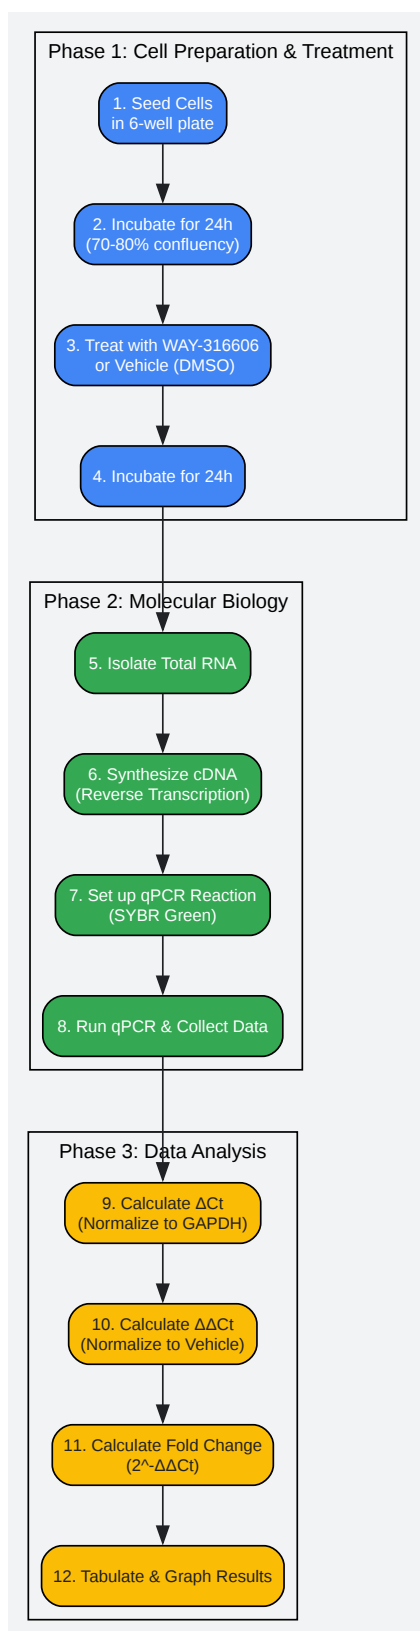 Phase 1: Cell Preparation & Treatment
1. Seed Cells
in 6-well plate
2. Incubate for 24h
(70-80% confluency)
3. Treat with WAY-316606
or Vehicle (DMSO)
4. Incubate for 24h
Phase 2: Molecular Biology
5. Isolate Total RNA
6. Synthesize cDNA
(Reverse Transcription)
7. Set up qPCR Reaction
(SYBR Green)
8. Run qPCR & Collect Data
Phase 3: Data Analysis
9. Calculate ΔCt
(Normalize to GAPDH)
10. Calculate ΔΔCt
(Normalize to Vehicle)
11. Calculate Fold Change
(2^-ΔΔCt)
12. Tabulate & Graph Results